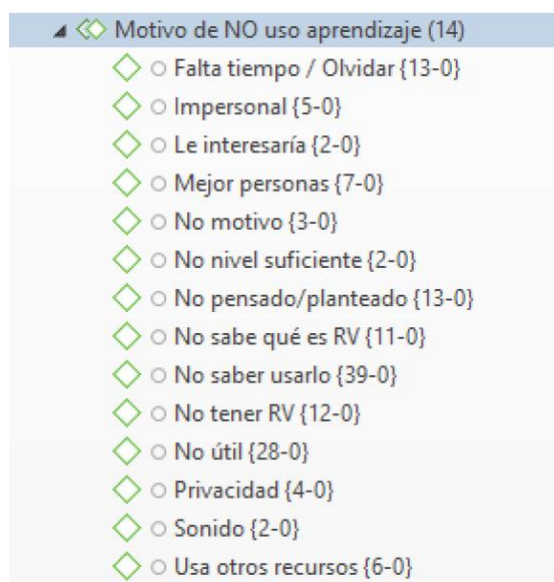 Motivo de NO uso aprendizaje (14)
Falta tiempo / Olvidar {13-0}
Impersonal {5-0}
Le interesaría {2-0}
Mejor personas {7-0}
No motivo {3-0}
No nivel suficiente {2-0}
No pensado/planteado {13-0}
No sabe qué es RV {11-0}
No saber usarlo {39-0}
No tener RV {12-0}
No útil {28-0}
Privacidad {4-0}
Sonido {2-0}
Usa otros recursos {6-0}